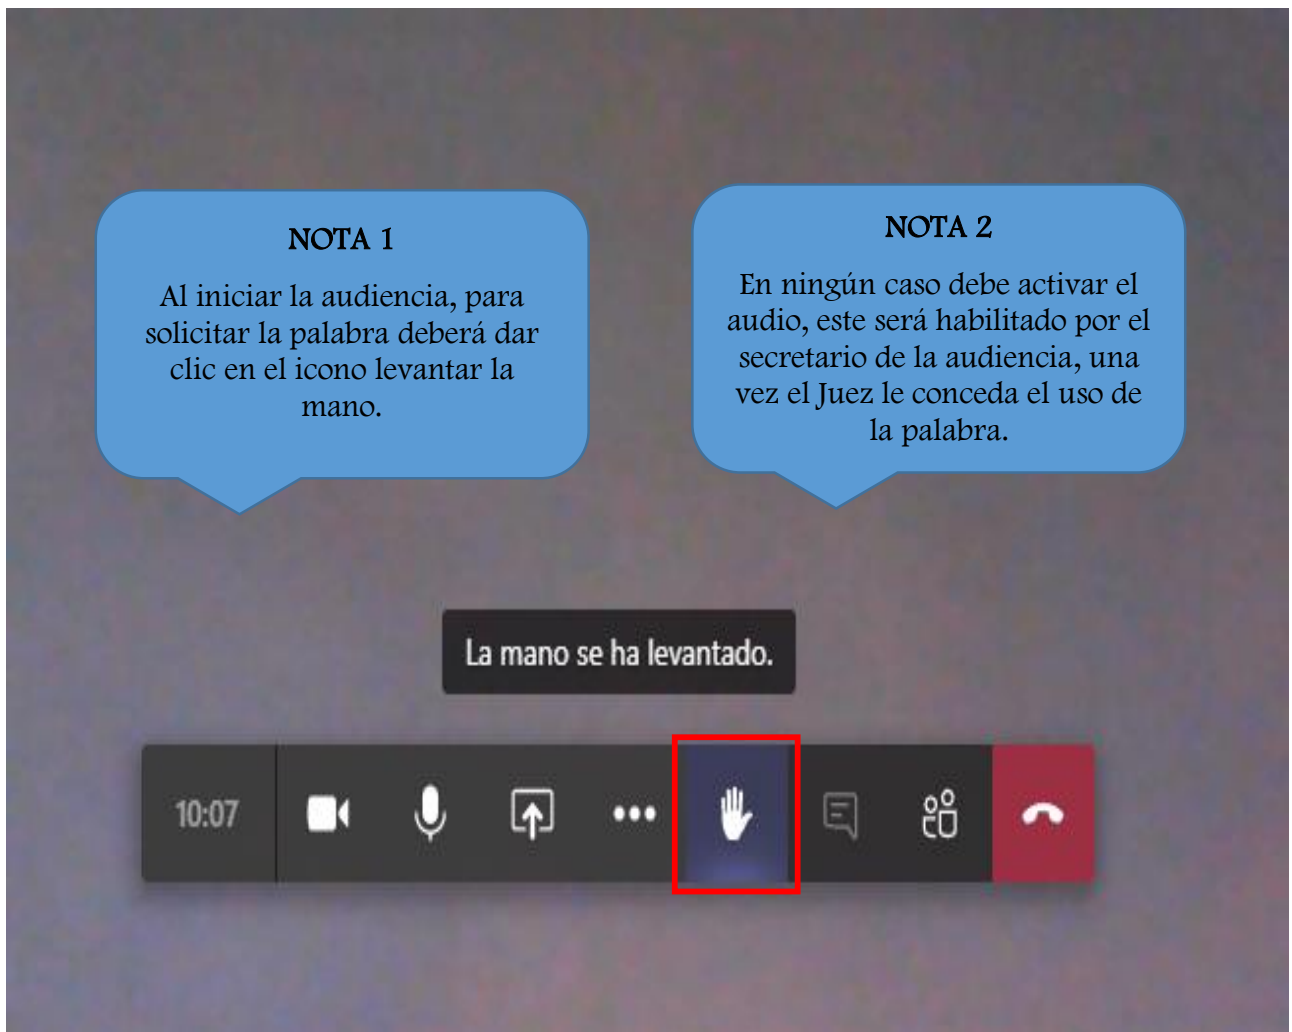 NOTA 1
Al iniciar la audiencia, para
solicitar la palabra deberá dar
clic en el icono levantar la
mano.
NOTA 2
En ningún caso debe activar el
audio, este será habilitado por el
secretario de la audiencia, una
vez el Juez le conceda el uso de
la palabra.
La mano se ha levantado.
10:07